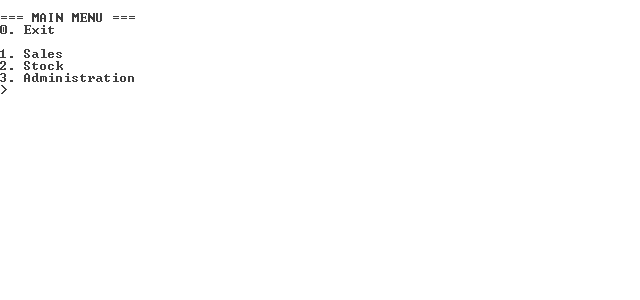 === MAIN MENU ===
0. Exit
1. Sales
2. Stock
3. Administration
>